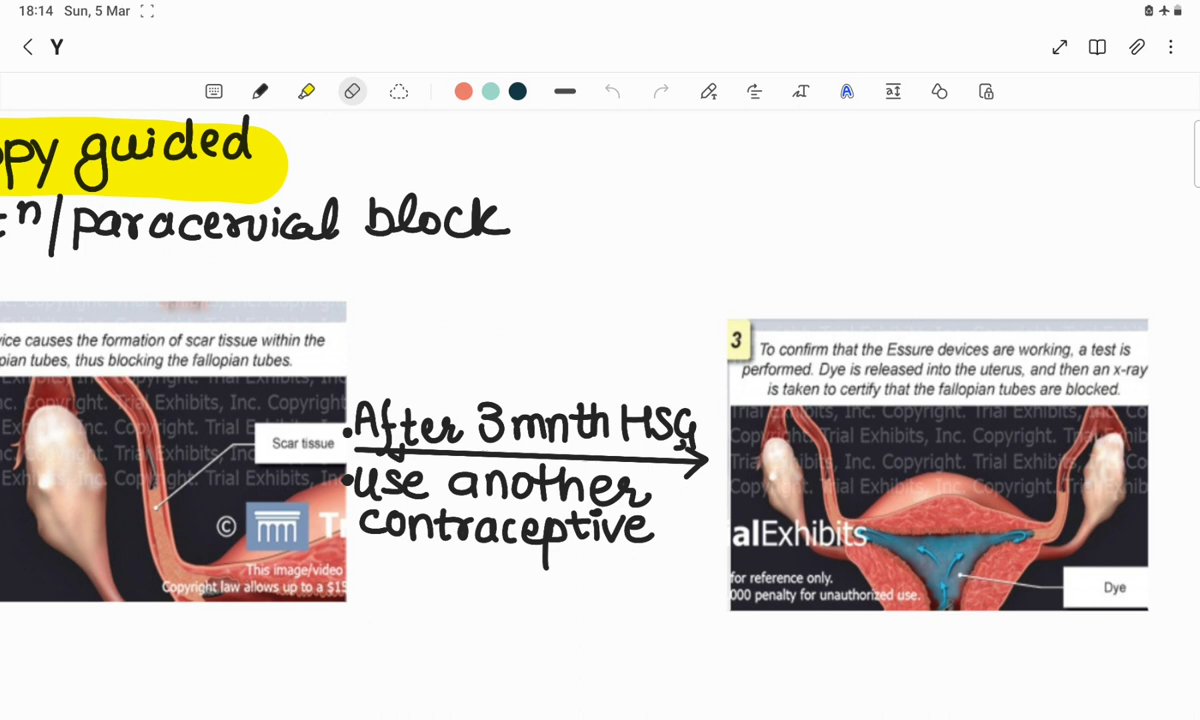 18:14 Sun, 5 Mar
Y
py guided
tⁿ/paracervical block
vice causes the formation of scar tissue within the
pian tubes, thus blocking the fallopian tubes.
Scar tissue
©
This image/video
Copyright law allows up to a $15
• After 3 mnth HSG
• use another
contraceptive
3
To confirm that the Essure devices are working, a test is
performed. Dye is released into the uterus, and then an x-ray
is taken to certify that the fallopian tubes are blocked.
alExhibits
for reference only.
000 penalty for unauthorized use.
Dye